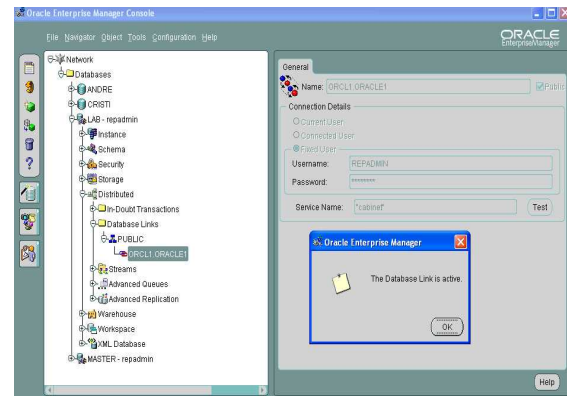 Oracle Enterprise Manager Console
File Navigator Object Tools Configuration Help
ORACLE
EnterpriseManager
Network
Databases
ANDRE
CRISTI
LAB - repadmin
Instance
Schema
Security
Storage
Distributed
In-Doubt Transactions
Database Links
PUBLIC
ORCL1.ORACLE1
Streams
Advanced Queues
Advanced Replication
Warehouse
Workspace
XML Database
MASTER - repadmin
General
Name: ORCL1.ORACLE1 Public
Connection Details
Current User
Connected User
Fixed User
Username: REPADMIN
Password: ********
Service Name: "cabinet" Test
Oracle Enterprise Manager
The Database Link is active.
OK
Help